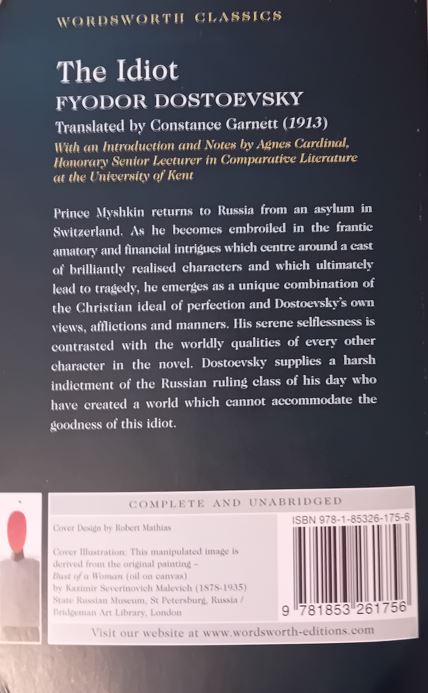 WORDSWORTH CLASSICS
The Idiot
FYODOR DOSTOEVSKY
Translated by Constance Garnett (1913)
With an Introduction and Notes by Agnes Cardinal,
Honorary Senior Lecturer in Comparative Literature
at the University of Kent
Prince Myshkin returns to Russia from an asylum in
Switzerland. As he becomes embroiled in the frantic
amatory and financial intrigues which centre around a cast
of brilliantly realised characters and which ultimately
lead to tragedy, he emerges as a unique combination of
the Christian ideal of perfection and Dostoevsky's own
views, afflictions and manners. His serene selflessness is
contrasted with the worldly qualities of every other
character in the novel. Dostoevsky supplies a harsh
indictment of the Russian ruling class of his day who
have created a world which cannot accommodate the
goodness of this idiot.
COMPLETE AND UNABRIDGED
Cover Design by Robert Mathias
Cover Illustration: This manipulated image is
derived from the original painting –
Bust of a Woman (oil on canvas)
by Kazimir Severinovich Malevich (1878-1935)
State Russian Museum, St Petersburg, Russia /
Bridgeman Art Library, London
ISBN 978-1-85326-175-6
9 781853 261756
Visit our website at www.wordsworth-editions.com